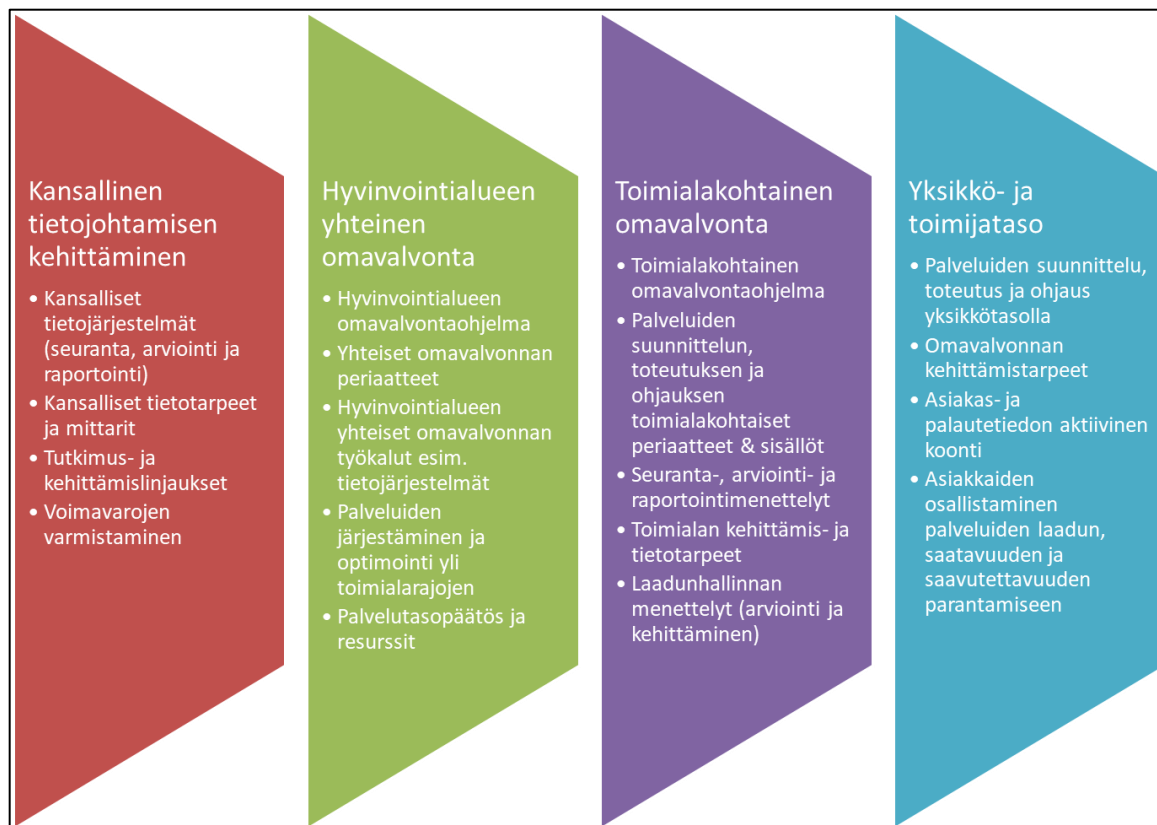 Kansallinen
tietojohtamisen
kehittäminen
• Kansalliset
tietojärjestelmät
(seuranta, arviointi ja
raportointi)
• Kansalliset tietotarpeet
ja mittarit
• Tutkimus- ja
kehittämislinjaukset
• Voimavarojen
varmistaminen
Hyvinvointialueen
yhteinen
omavalvonta
• Hyvinvointialueen
omavalvontaohjelma
• Yhteiset omavalvonnan
periaatteet
• Hyvinvointialueen
yhteiset omavalvonnan
työkalut esim.
tietojärjestelmät
• Palveluiden
järjestäminen ja
optimointi yli
toimialarajojen
• Palvelutasopäätös ja
resurssit
Toimialakohtainen
omavalvonta
• Toimialakohtainen
omavalvontaohjelma
• Palveluiden
suunnittelun,
toteutuksen ja
ohjauksen
toimialakohtaiset
periaatteet & sisällöt
• Seuranta-, arviointi- ja
raportointimenettelyt
• Toimialan kehittämis- ja
tietotarpeet
• Laadunhallinnan
menettelyt (arviointi ja
kehittäminen)
Yksikkö- ja
toimijataso
• Palveluiden suunnittelu,
toteutus ja ohjaus
yksikkötasolla
• Omavalvonnan
kehittämistarpeet
• Asiakas- ja
palautetiedon aktiivinen
koonti
• Asiakkaiden
osallistaminen
palveluiden laadun,
saatavuuden ja
saavutettavuuden
parantamiseen